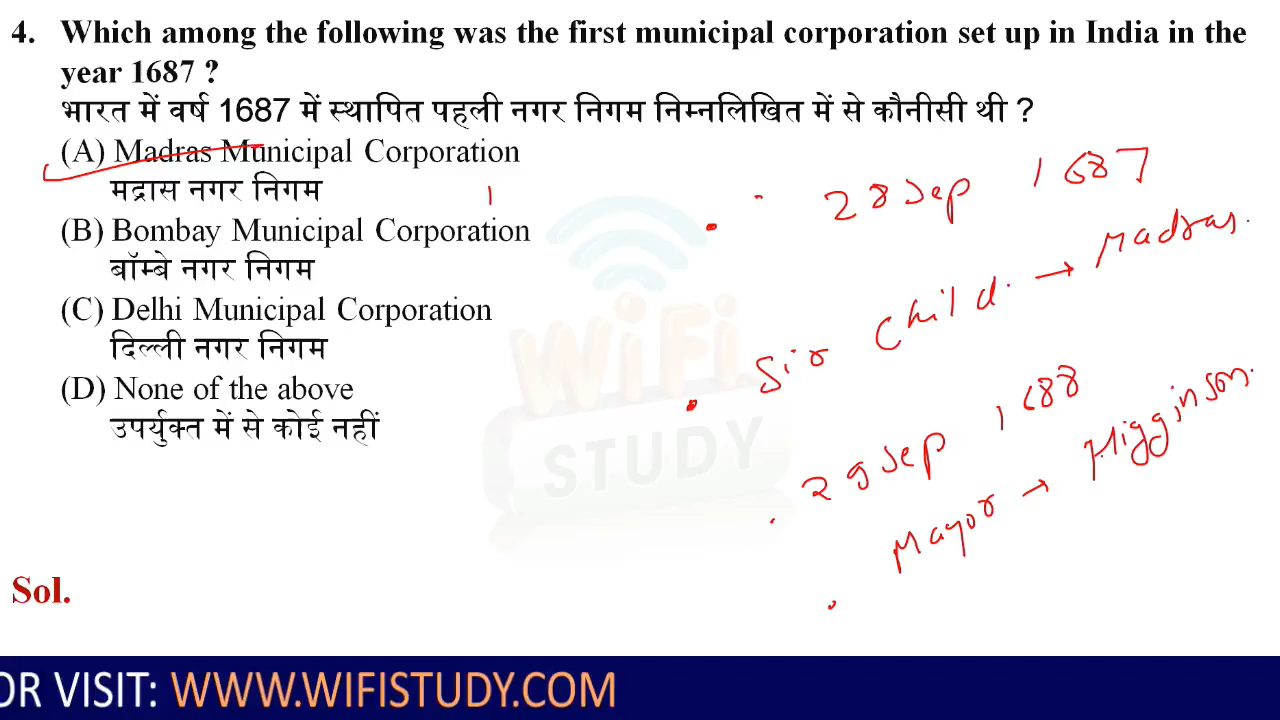 4. Which among the following was the first municipal corporation set up in India in the
year 1687 ?
भारत में वर्ष 1687 में स्थापित पहली नगर निगम निम्नलिखित में से कौनीसी थी ?
(A) Madras Municipal Corporation
मद्रास नगर निगम
(B) Bombay Municipal Corporation
बॉम्बे नगर निगम
(C) Delhi Municipal Corporation
दिल्ली नगर निगम
(D) None of the above
उपर्युक्त में से कोई नहीं
28 Sep 1687
Sir Child. → Madras.
29 Sep 1688
Mayor → Higginson.
WiFi
STUDY
Sol.
OR VISIT: WWW.WIFISTUDY.COM